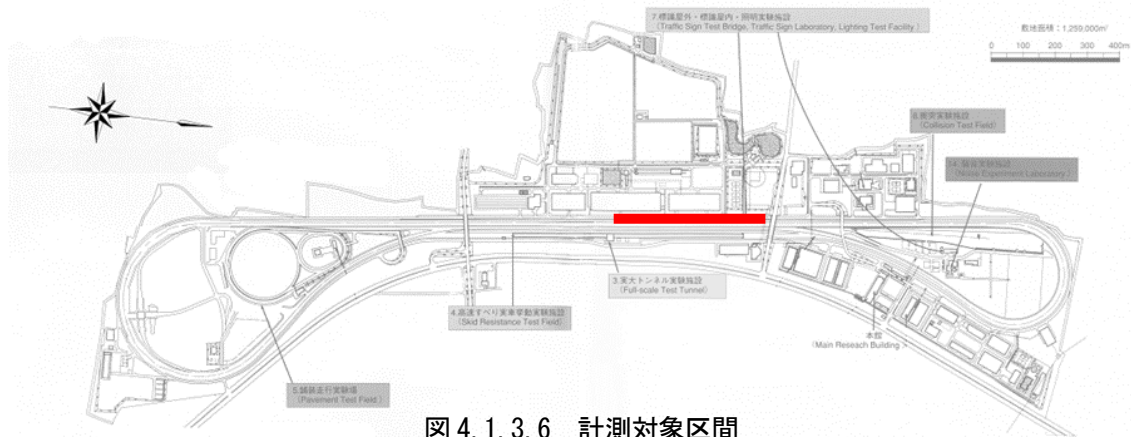 7.標識屋外・標識屋内・照明実験施設
(Traffic Sign Test Bridge, Traffic Sign Laboratory, Lighting Test Facility )
敷地面積：1,259,000㎡
0 100 200 300 400m
8.衝突実験施設
(Collision Test Field)
14.騒音実験施設
(Noise Experiment Laboratory)
3.実大トンネル実験施設
(Full-scale Test Tunnel)
4.高速すべり実車挙動実験施設
(Skid Resistance Test Field)
本館
(Main Reseach Building )
5.舗装走行実験場
(Pavement Test Field )
図 4.1.3.6 計測対象区間